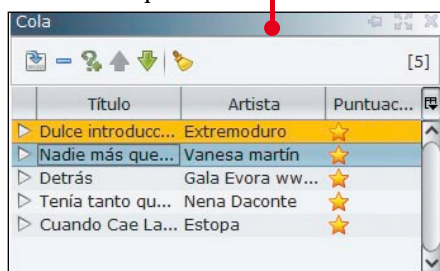 Cola
[5]
Título Artista Puntuac...
Dulce introducc... Extremoduro
Nadie más que... Vanesa martín
Detrás Gala Evora ww...
Tenía tanto qu... Nena Daconte
Cuando Cae La... Estopa